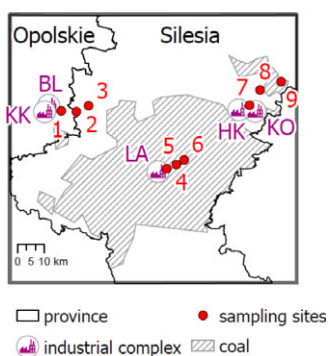 Opolskie Silesia
BL
KK
1
2
3
LA
5
6
4
7
8
9
HK
KO
0 5 10 km
province
sampling sites
industrial complex
coal